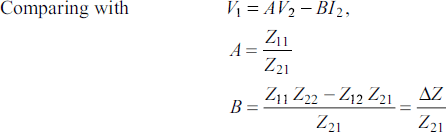 Comparing with V₁ = AV₂ − BI₂,
A = Z₁₁ / Z₂₁
B = (Z₁₁ Z₂₂ − Z₁₂ Z₂₁) / Z₂₁ = ΔZ / Z₂₁